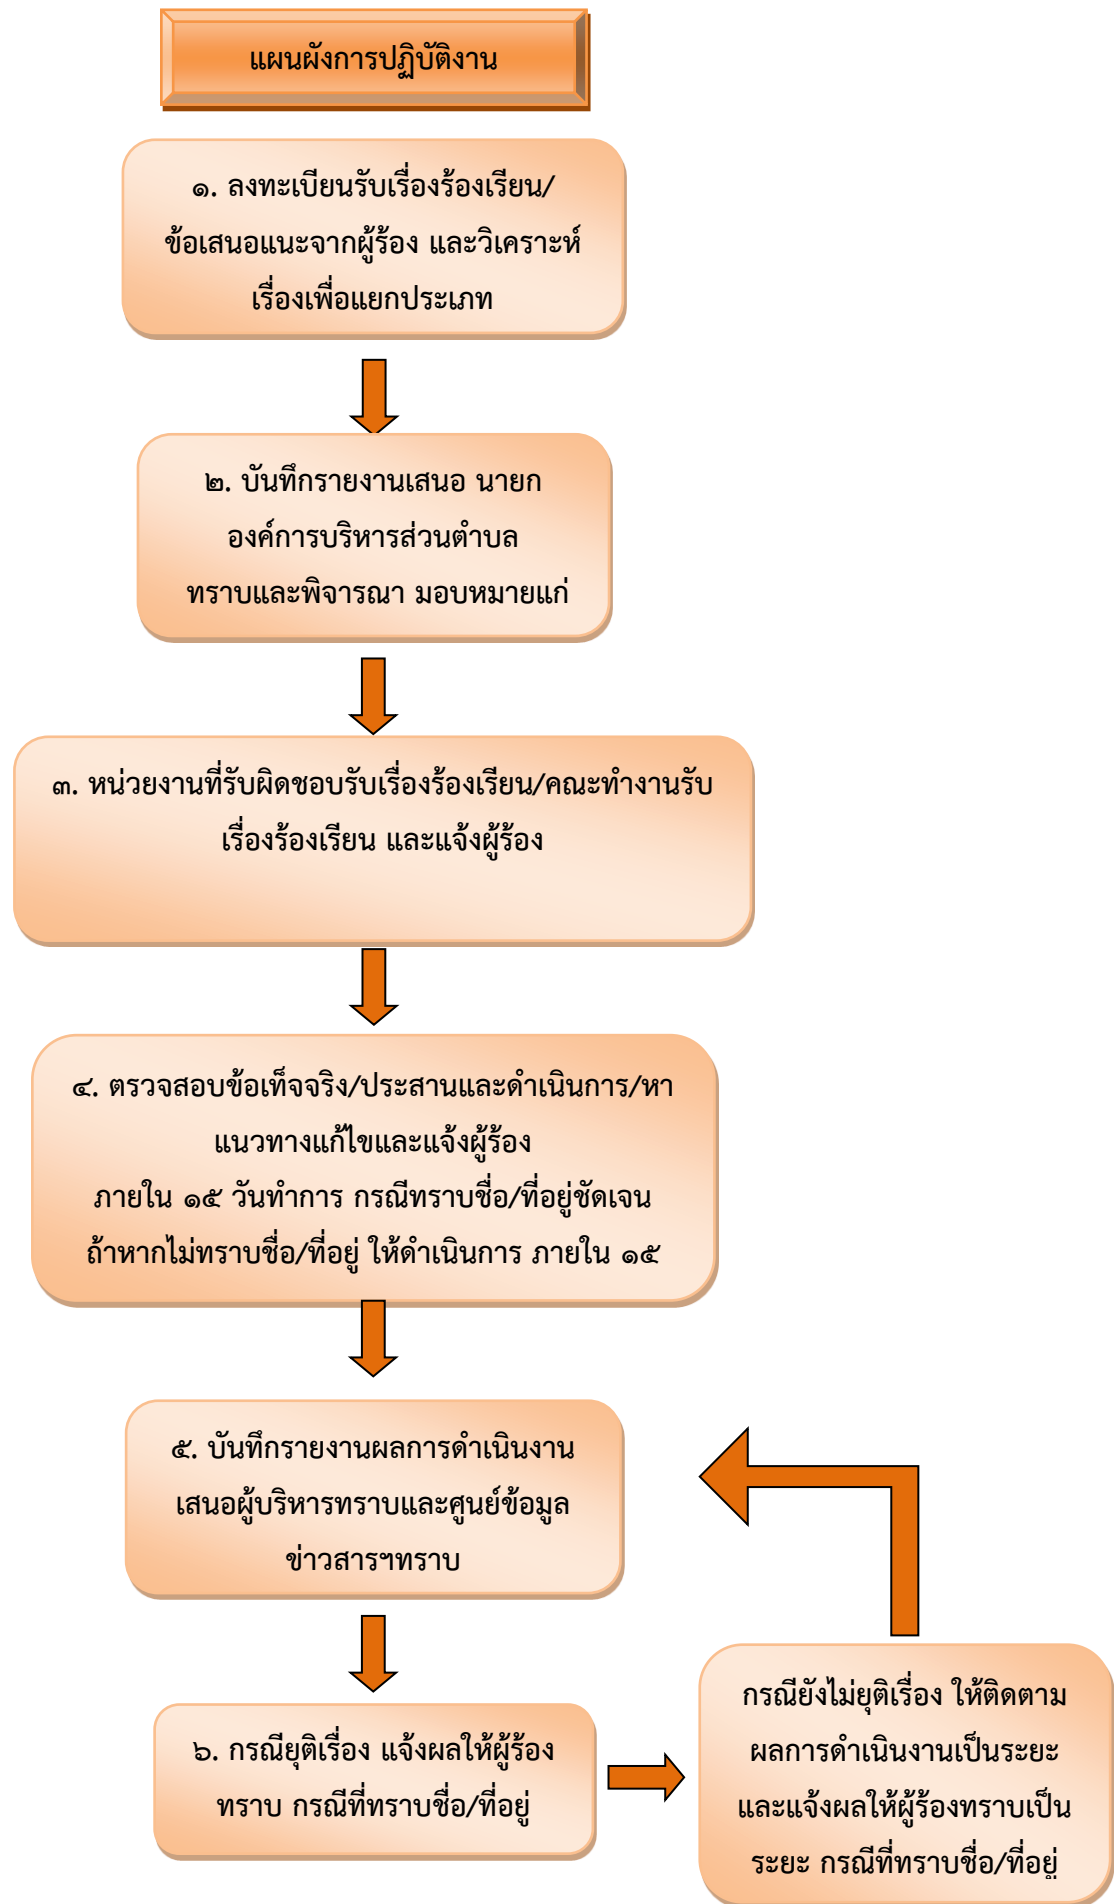 แผนผังการปฏิบัติงาน
๑. ลงทะเบียนรับเรื่องร้องเรียน/
ข้อเสนอแนะจากผู้ร้อง และวิเคราะห์
เรื่องเพื่อแยกประเภท
๒. บันทึกรายงานเสนอ นายก
องค์การบริหารส่วนตำบล
ทราบและพิจารณา มอบหมายแก่
๓. หน่วยงานที่รับผิดชอบรับเรื่องร้องเรียน/คณะทำงานรับ
เรื่องร้องเรียน และแจ้งผู้ร้อง
๔. ตรวจสอบข้อเท็จจริง/ประสานและดำเนินการ/หา
แนวทางแก้ไขและแจ้งผู้ร้อง
ภายใน ๑๕ วันทำการ กรณีทราบชื่อ/ที่อยู่ชัดเจน
ถ้าหากไม่ทราบชื่อ/ที่อยู่ ให้ดำเนินการ ภายใน ๑๕
๕. บันทึกรายงานผลการดำเนินงาน
เสนอผู้บริหารทราบและศูนย์ข้อมูล
ข่าวสารฯทราบ
๖. กรณียุติเรื่อง แจ้งผลให้ผู้ร้อง
ทราบ กรณีที่ทราบชื่อ/ที่อยู่
กรณียังไม่ยุติเรื่อง ให้ติดตาม
ผลการดำเนินงานเป็นระยะ
และแจ้งผลให้ผู้ร้องทราบเป็น
ระยะ กรณีที่ทราบชื่อ/ที่อยู่